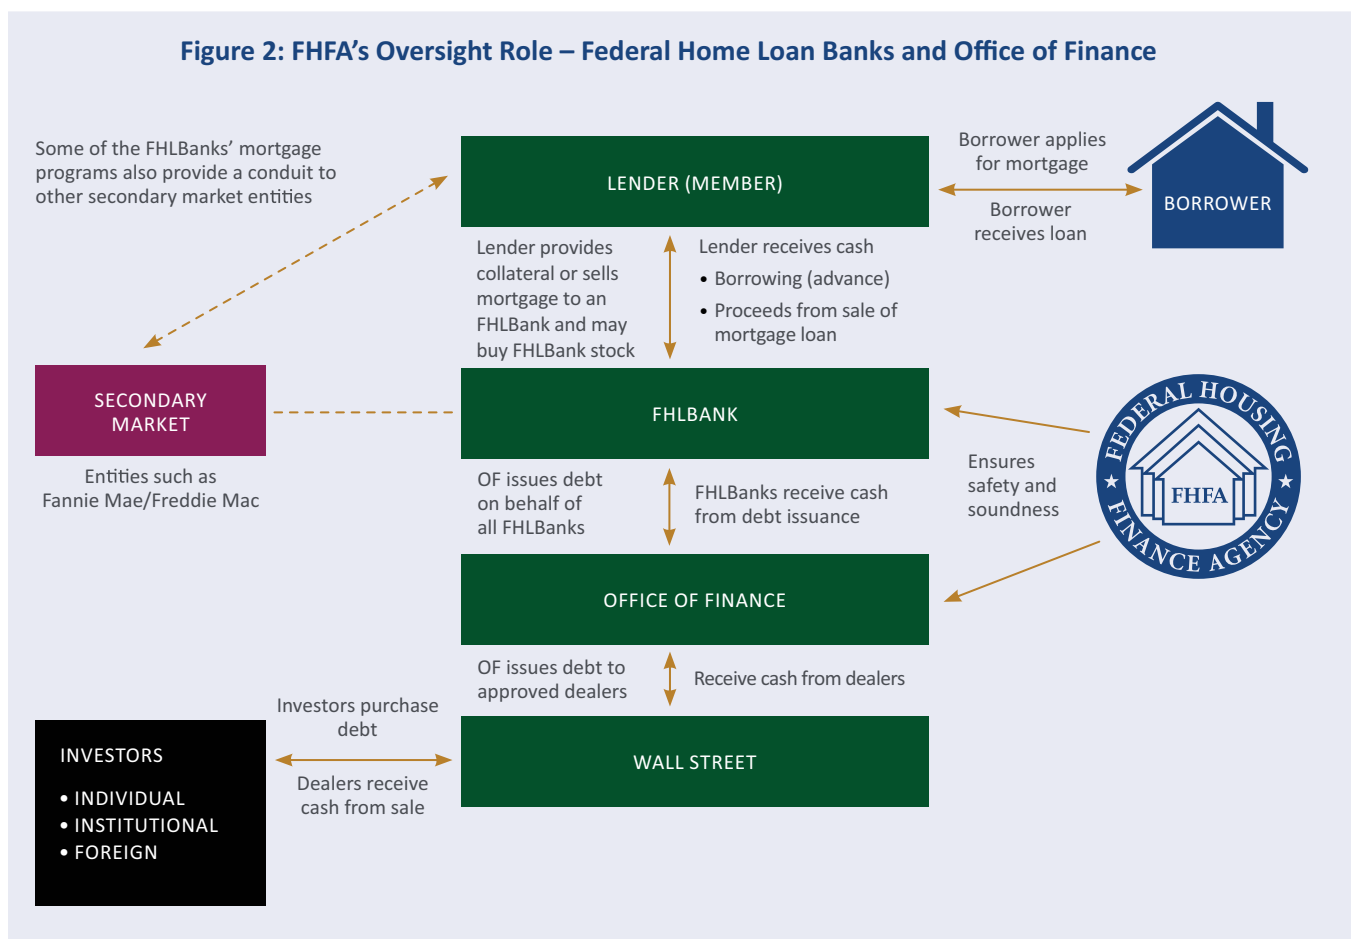 Figure 2: FHFA’s Oversight Role – Federal Home Loan Banks and Office of Finance
Some of the FHLBanks’ mortgage
programs also provide a conduit to
other secondary market entities
LENDER (MEMBER)
Borrower applies
for mortgage
Borrower
receives loan
BORROWER
Lender provides
collateral or sells
mortgage to an
FHLBank and may
buy FHLBank stock
Lender receives cash
• Borrowing (advance)
• Proceeds from sale of
mortgage loan
SECONDARY
MARKET
Entities such as
Fannie Mae/Freddie Mac
FHLBANK
FEDERAL HOUSING
FINANCE AGENCY
FHFA
Ensures
safety and
soundness
OF issues debt
on behalf of
all FHLBanks
FHLBanks receive cash
from debt issuance
OFFICE OF FINANCE
OF issues debt to
approved dealers
Receive cash from dealers
Investors purchase
debt
Dealers receive
cash from sale
WALL STREET
INVESTORS
• INDIVIDUAL
• INSTITUTIONAL
• FOREIGN